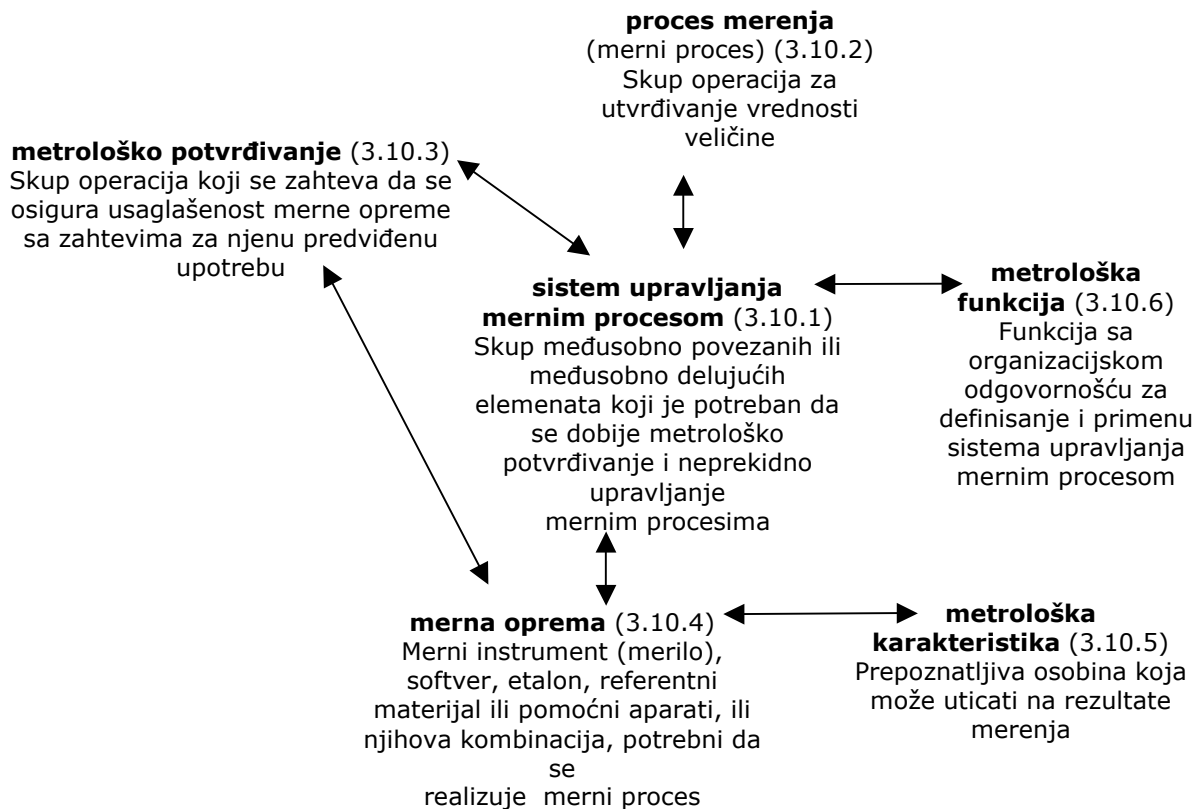 proces merenja
(merni proces) (3.10.2)
Skup operacija za
utvrđivanje vrednosti
veličine
metrološko potvrđivanje (3.10.3)
Skup operacija koji se zahteva da se
osigura usaglašenost merne opreme
sa zahtevima za njenu predviđenu
upotrebu
sistem upravljanja
mernim procesom (3.10.1)
Skup međusobno povezanih ili
međusobno delujućih
elemenata koji je potreban da
se dobije metrološko
potvrđivanje i neprekidno
upravljanje
mernim procesima
metrološka
funkcija (3.10.6)
Funkcija sa
organizacijskom
odgovornošću za
definisanje i primenu
sistema upravljanja
mernim procesom
merna oprema (3.10.4)
Merni instrument (merilo),
softver, etalon, referentni
materijal ili pomoćni aparati, ili
njihova kombinacija, potrebni da
se
realizuje  merni proces
metrološka
karakteristika (3.10.5)
Prepoznatljiva osobina koja
može uticati na rezultate
merenja